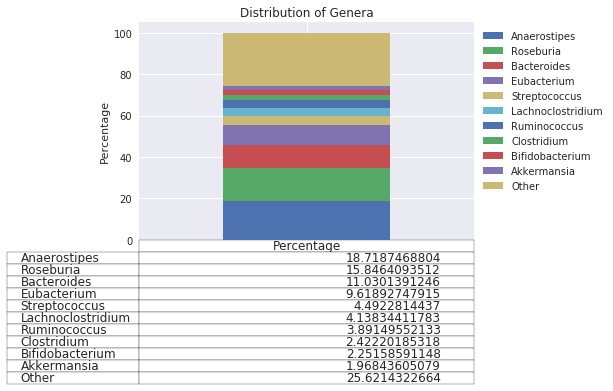 Distribution of Genera
100
80
60
40
20
0
Percentage
Anaerostipes
Roseburia
Bacteroides
Eubacterium
Streptococcus
Lachnoclostridium
Ruminococcus
Clostridium
Bifidobacterium
Akkermansia
Other
Percentage
Anaerostipes 18.7187468804
Roseburia 15.8464093512
Bacteroides 11.0301391246
Eubacterium 9.61892747915
Streptococcus 4.4922814437
Lachnoclostridium 4.13834411783
Ruminococcus 3.89149552133
Clostridium 2.42220185318
Bifidobacterium 2.25158591148
Akkermansia 1.96843605079
Other 25.6214322664